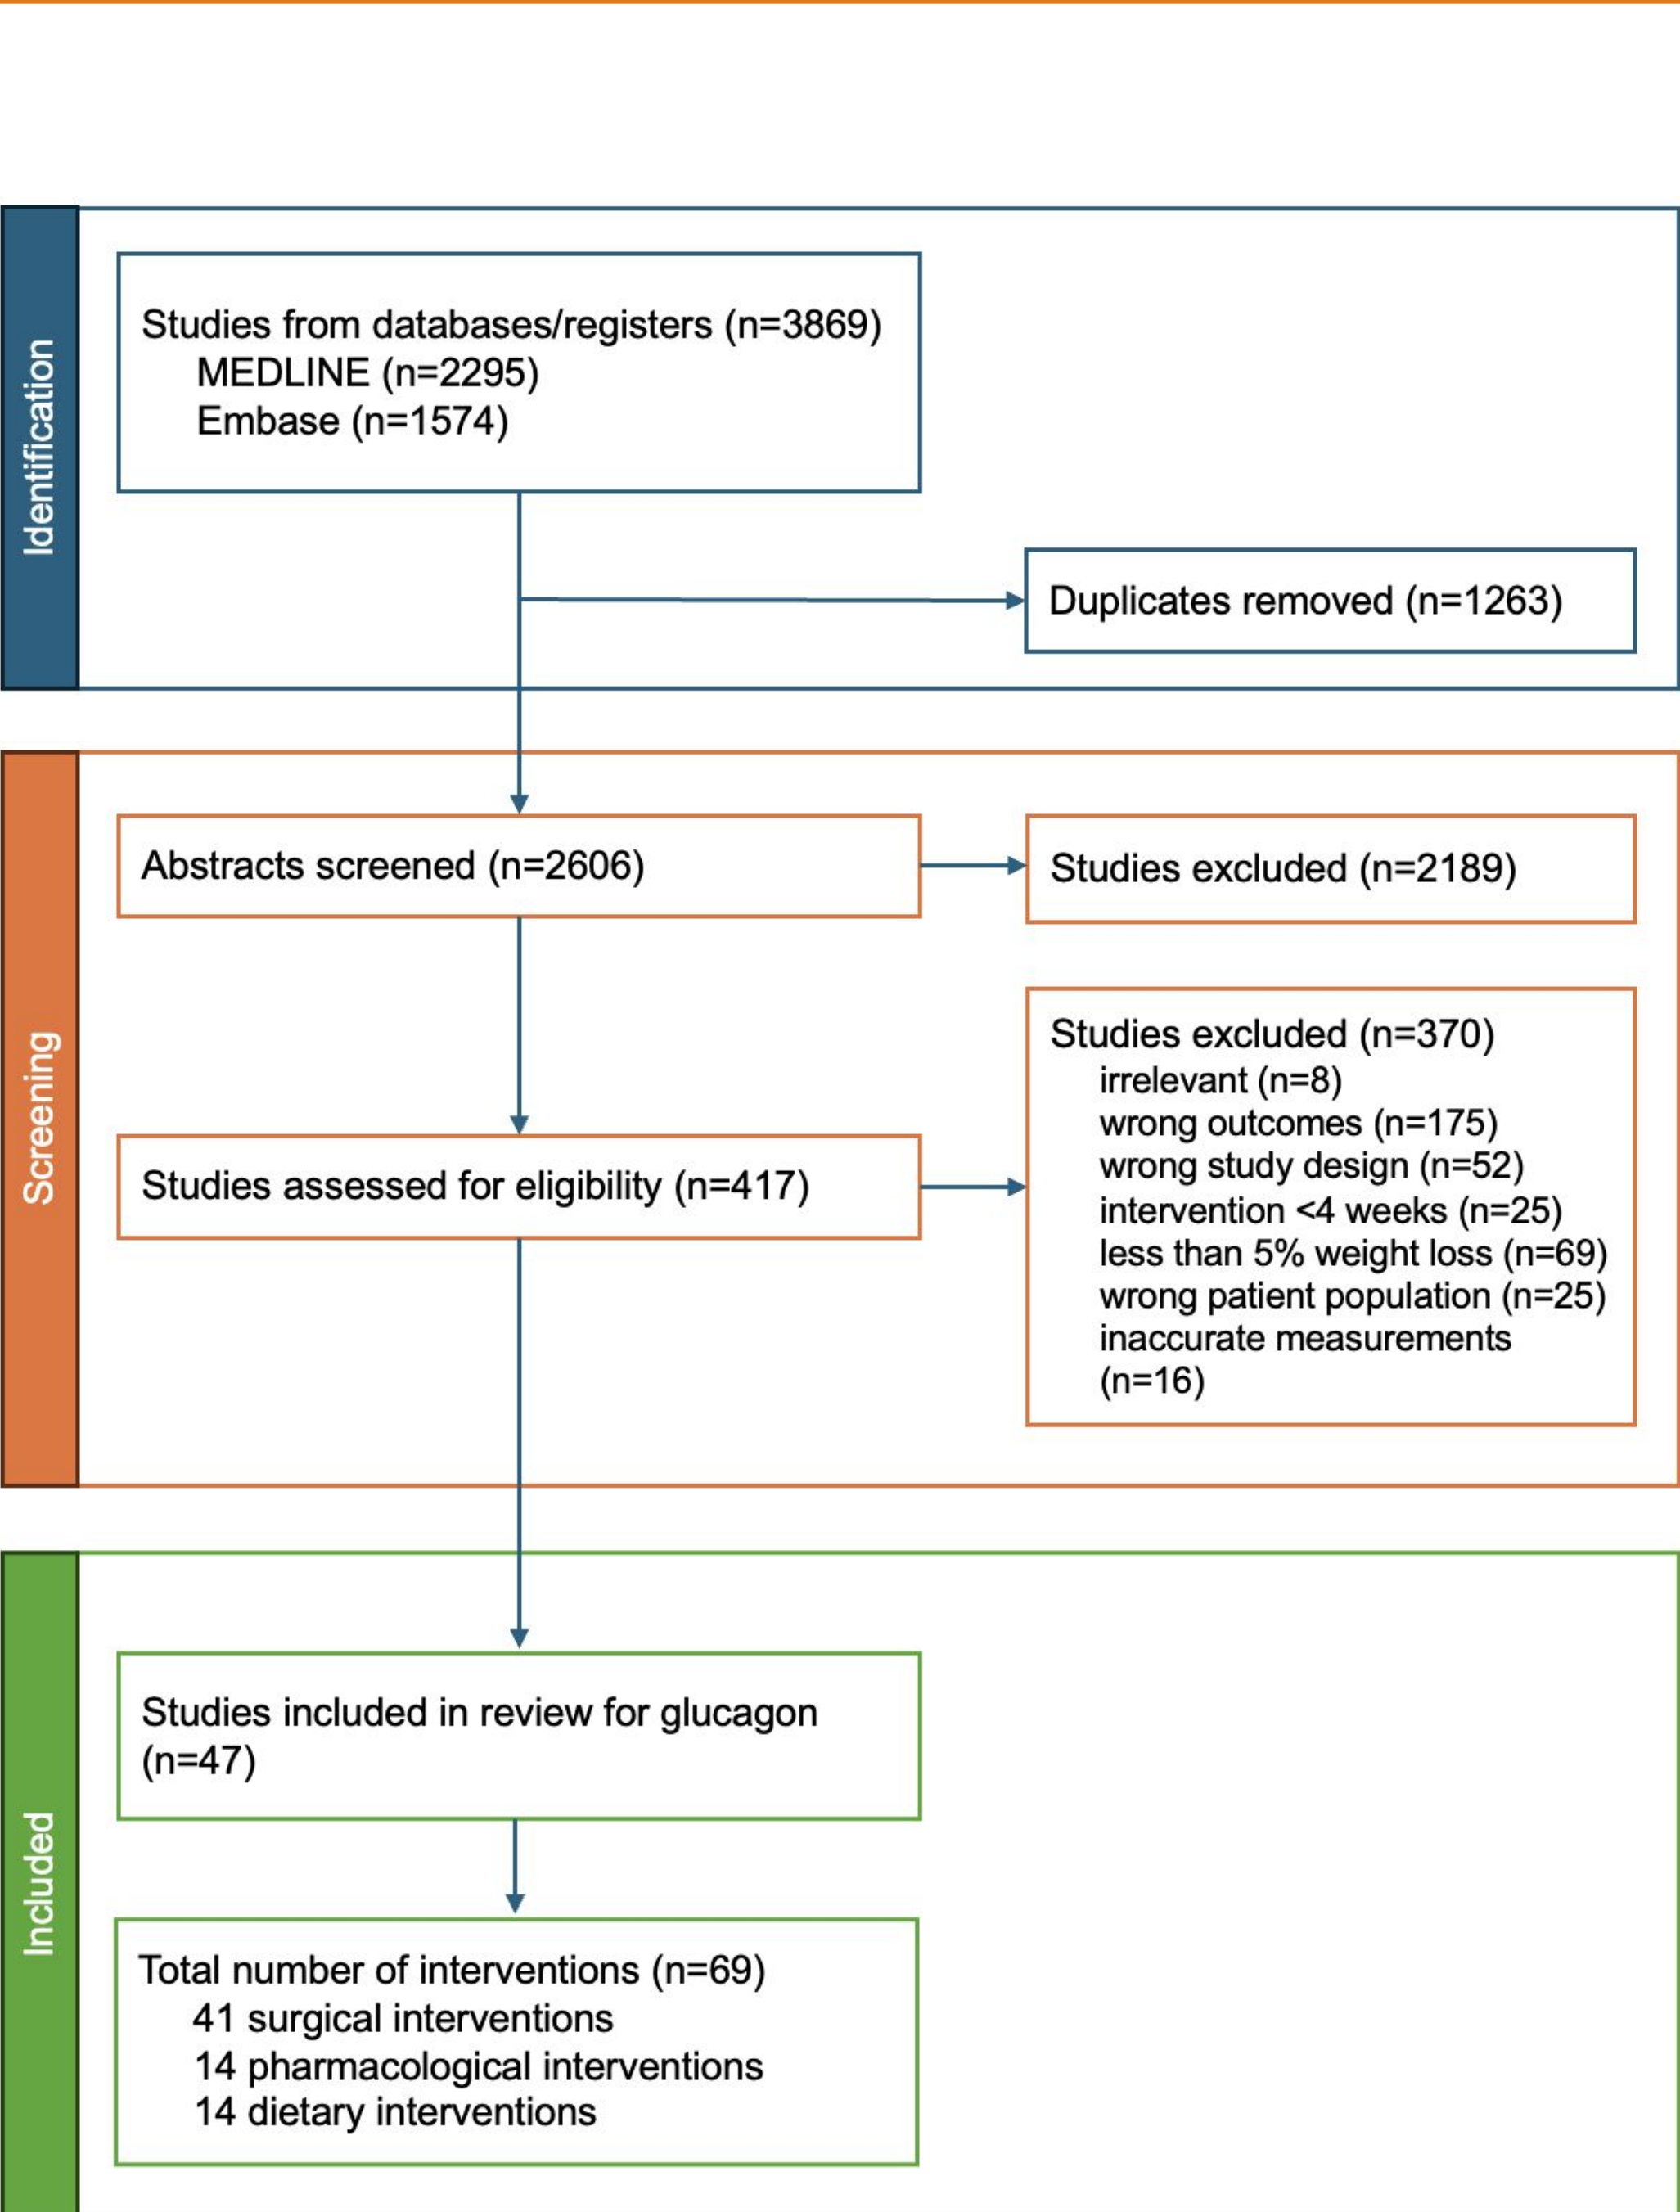 Identification
Studies from databases/registers (n=3869)
MEDLINE (n=2295)
Embase (n=1574)
Duplicates removed (n=1263)
Screening
Abstracts screened (n=2606)
Studies excluded (n=2189)
Studies assessed for eligibility (n=417)
Studies excluded (n=370)
irrelevant (n=8)
wrong outcomes (n=175)
wrong study design (n=52)
intervention <4 weeks (n=25)
less than 5% weight loss (n=69)
wrong patient population (n=25)
inaccurate measurements
(n=16)
Included
Studies included in review for glucagon
(n=47)
Total number of interventions (n=69)
41 surgical interventions
14 pharmacological interventions
14 dietary interventions